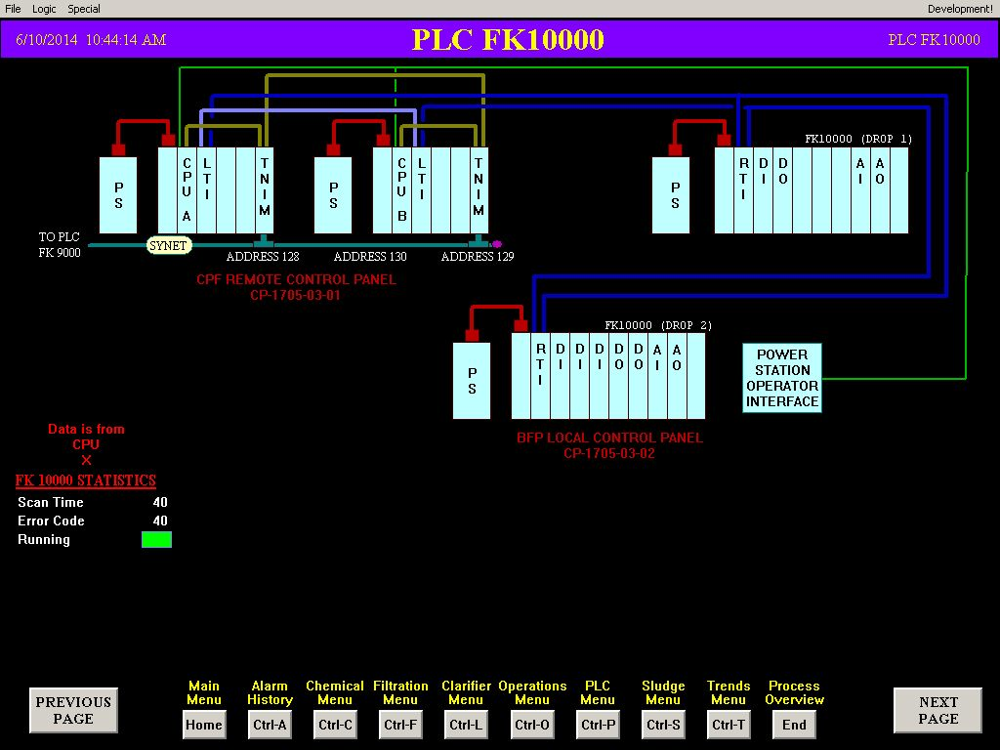 File Logic Special Development!
6/10/2014 10:44:14 AM PLC FK10000 PLC FK10000
FK10000 (DROP 1)
PS CPU A LTI TNIM PS CPU B LTI TNIM PS RTI DI DO AI AO
TO PLC
FK 9000
SYNET
ADDRESS 128 ADDRESS 130 ADDRESS 129
CPF REMOTE CONTROL PANEL
CP-1705-03-01
FK10000 (DROP 2)
PS RTI DI DI DI DO DO AI AO
POWER
STATION
OPERATOR
INTERFACE
BFP LOCAL CONTROL PANEL
CP-1705-03-02
Data is from
CPU
X
FK 10000 STATISTICS
Scan Time 40
Error Code 40
Running
Main Menu Alarm History Chemical Menu Filtration Menu Clarifier Menu Operations Menu PLC Menu Sludge Menu Trends Menu Process Overview
PREVIOUS PAGE Home Ctrl-A Ctrl-C Ctrl-F Ctrl-L Ctrl-O Ctrl-P Ctrl-S Ctrl-T End NEXT PAGE